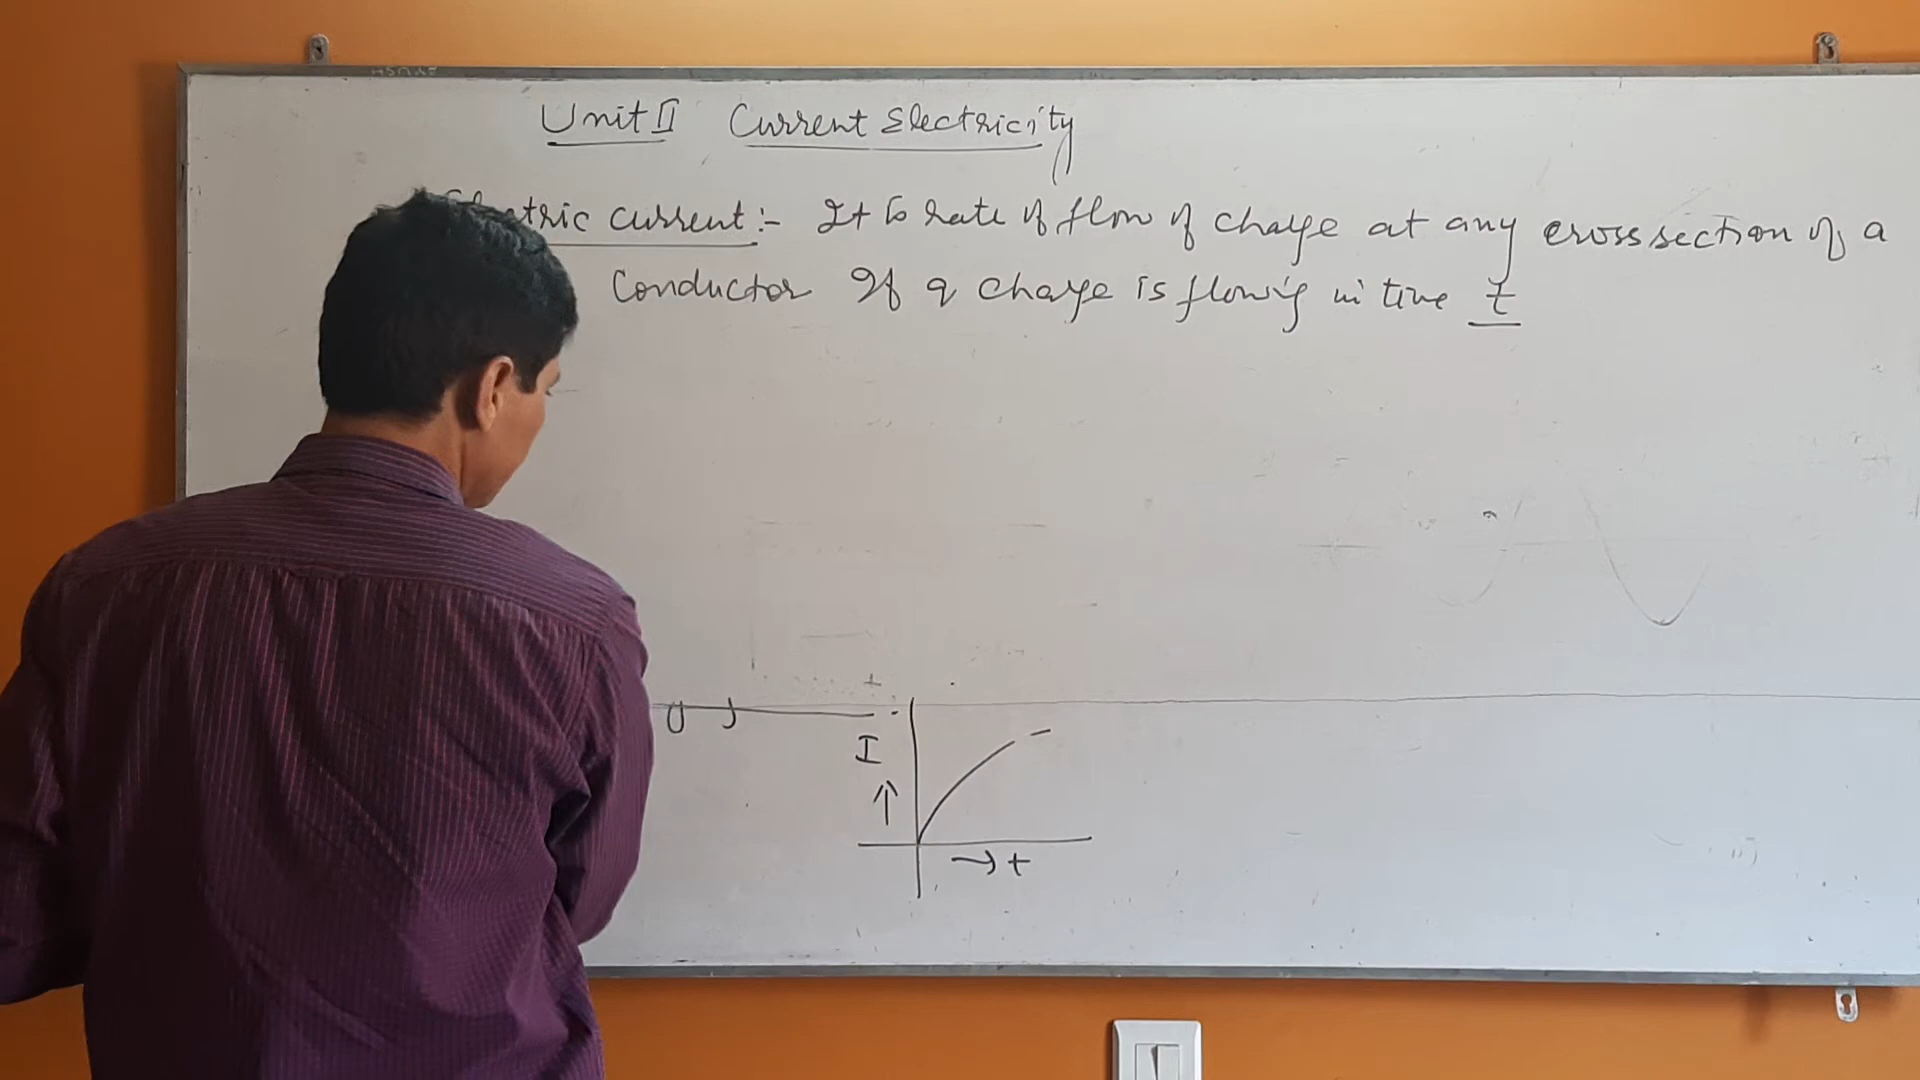 Unit II Current Electricity
Electric current :- It is rate of flow of charge at any cross section of a
Conductor If q charge is flowing in time t
I
→ t